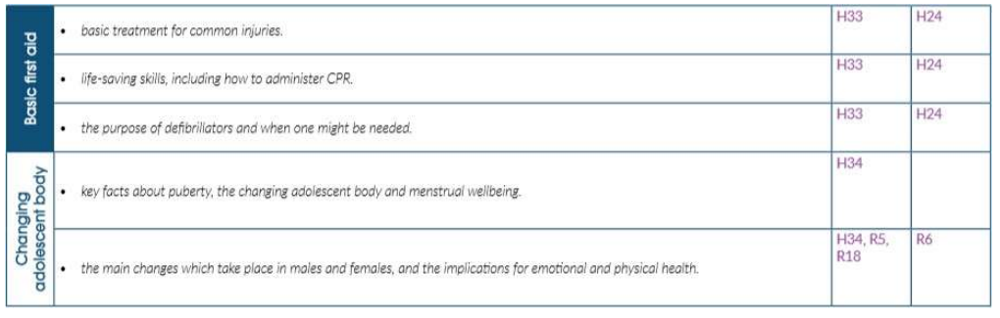 Basic first aid
• basic treatment for common injuries.
H33
H24
• life-saving skills, including how to administer CPR.
H33
H24
• the purpose of defibrillators and when one might be needed.
H33
H24
Changing
adolescent body
• key facts about puberty, the changing adolescent body and menstrual wellbeing.
H34
• the main changes which take place in males and females, and the implications for emotional and physical health.
H34, R5,
R18
R6